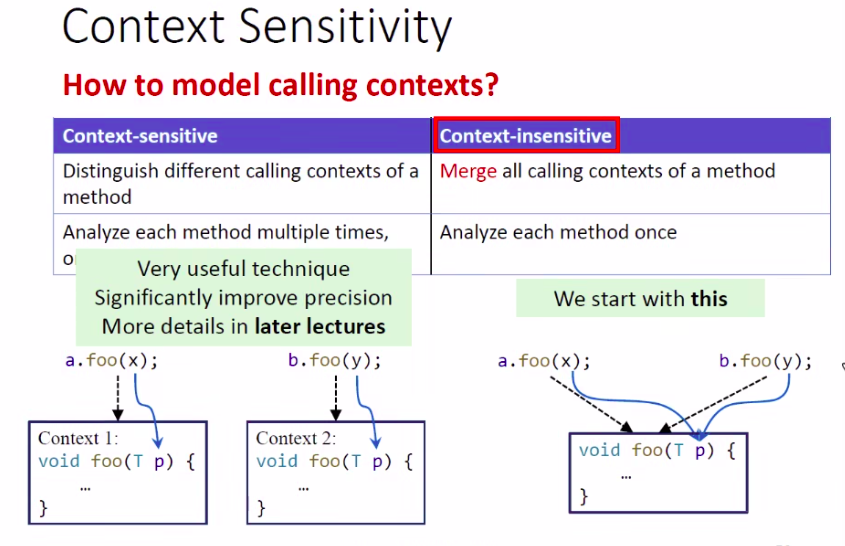 Context Sensitivity
How to model calling contexts?
Context-sensitive
Context-insensitive
Distinguish different calling contexts of a
method
Merge all calling contexts of a method
Analyze each method multiple times,
Analyze each method once
Very useful technique
Significantly improve precision
More details in later lectures
We start with this
a.foo(x);
b.foo(y);
a.foo(x);
b.foo(y);
Context 1:
void foo(T p) {
…
}
Context 2:
void foo(T p) {
…
}
void foo(T p) {
…
}